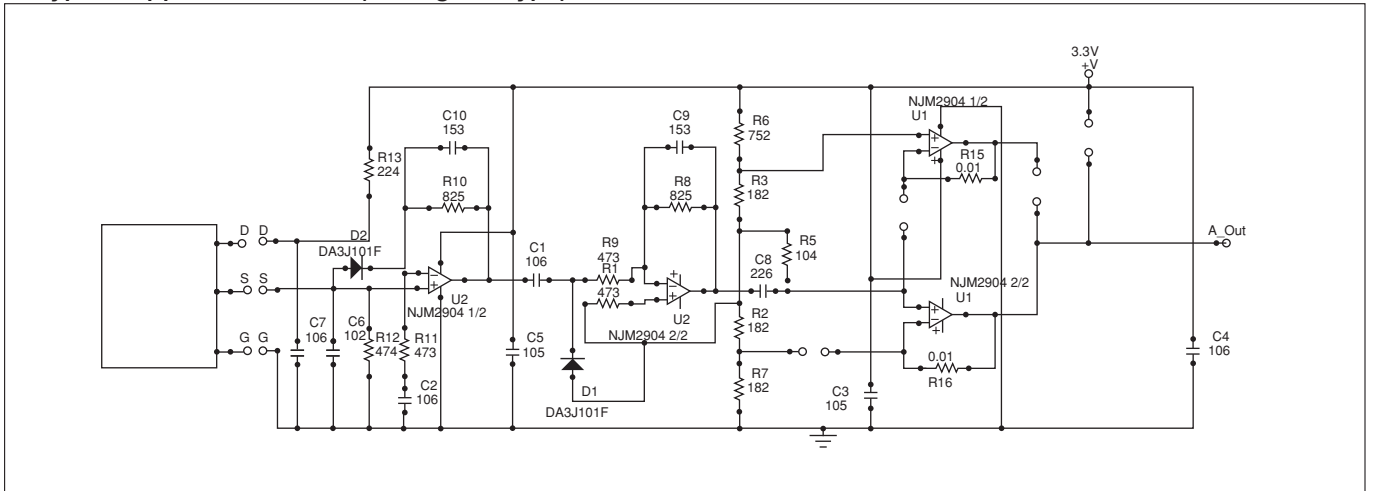 3.3V
+V
NJM2904 1/2
U1
C10
153
C9
153
R6
752
R13
224
R15
0.01
R10
825
R8
825
R3
182
D D
D2
DA3J101F
R5
104
A_Out
C1
106
R9
473
R1
473
C8
226
S S
NJM2904 2/2
U1
U2
NJM2904 1/2
U2
NJM2904 2/2
R2
182
G G
C7
106
C6
102
R12
474
R11
473
C5
105
C4
106
0.01
R16
R7
182
C2
106
D1
DA3J101F
C3
105